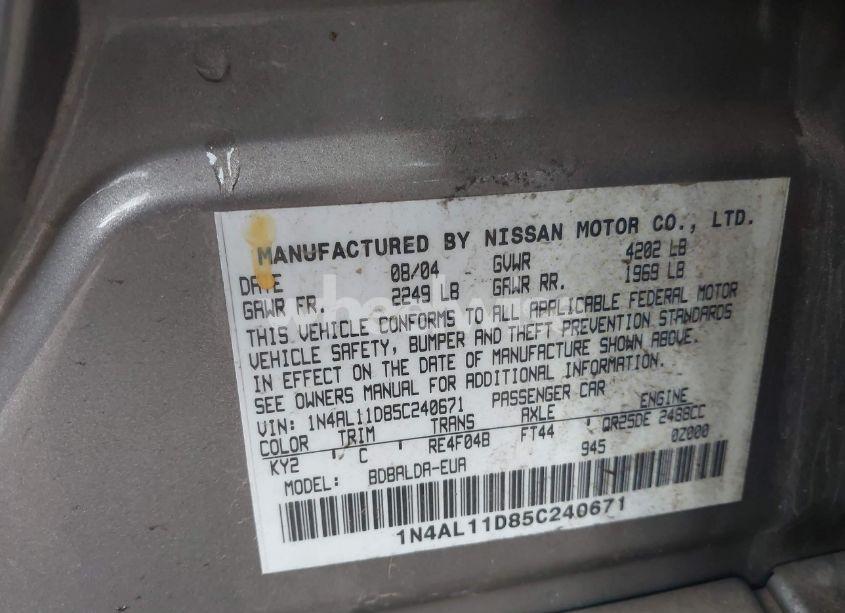 MANUFACTURED BY NISSAN MOTOR CO., LTD.
DATE 08/04 GVWR 4202 LB
GAWR FR. 2249 LB GAWR RR. 1969 LB
THIS VEHICLE CONFORMS TO ALL APPLICABLE FEDERAL MOTOR
VEHICLE SAFETY, BUMPER AND THEFT PREVENTION STANDARDS
IN EFFECT ON THE DATE OF MANUFACTURE SHOWN ABOVE.
SEE OWNERS MANUAL FOR ADDITIONAL INFORMATION.
VIN: 1N4AL11D85C240671 PASSENGER CAR
COLOR TRIM TRANS AXLE ENGINE
KY2 C RE4F04B FT44 QR25DE 2488CC
MODEL: BDBALDA-EUA 945 0Z000
1N4AL11D85C240671